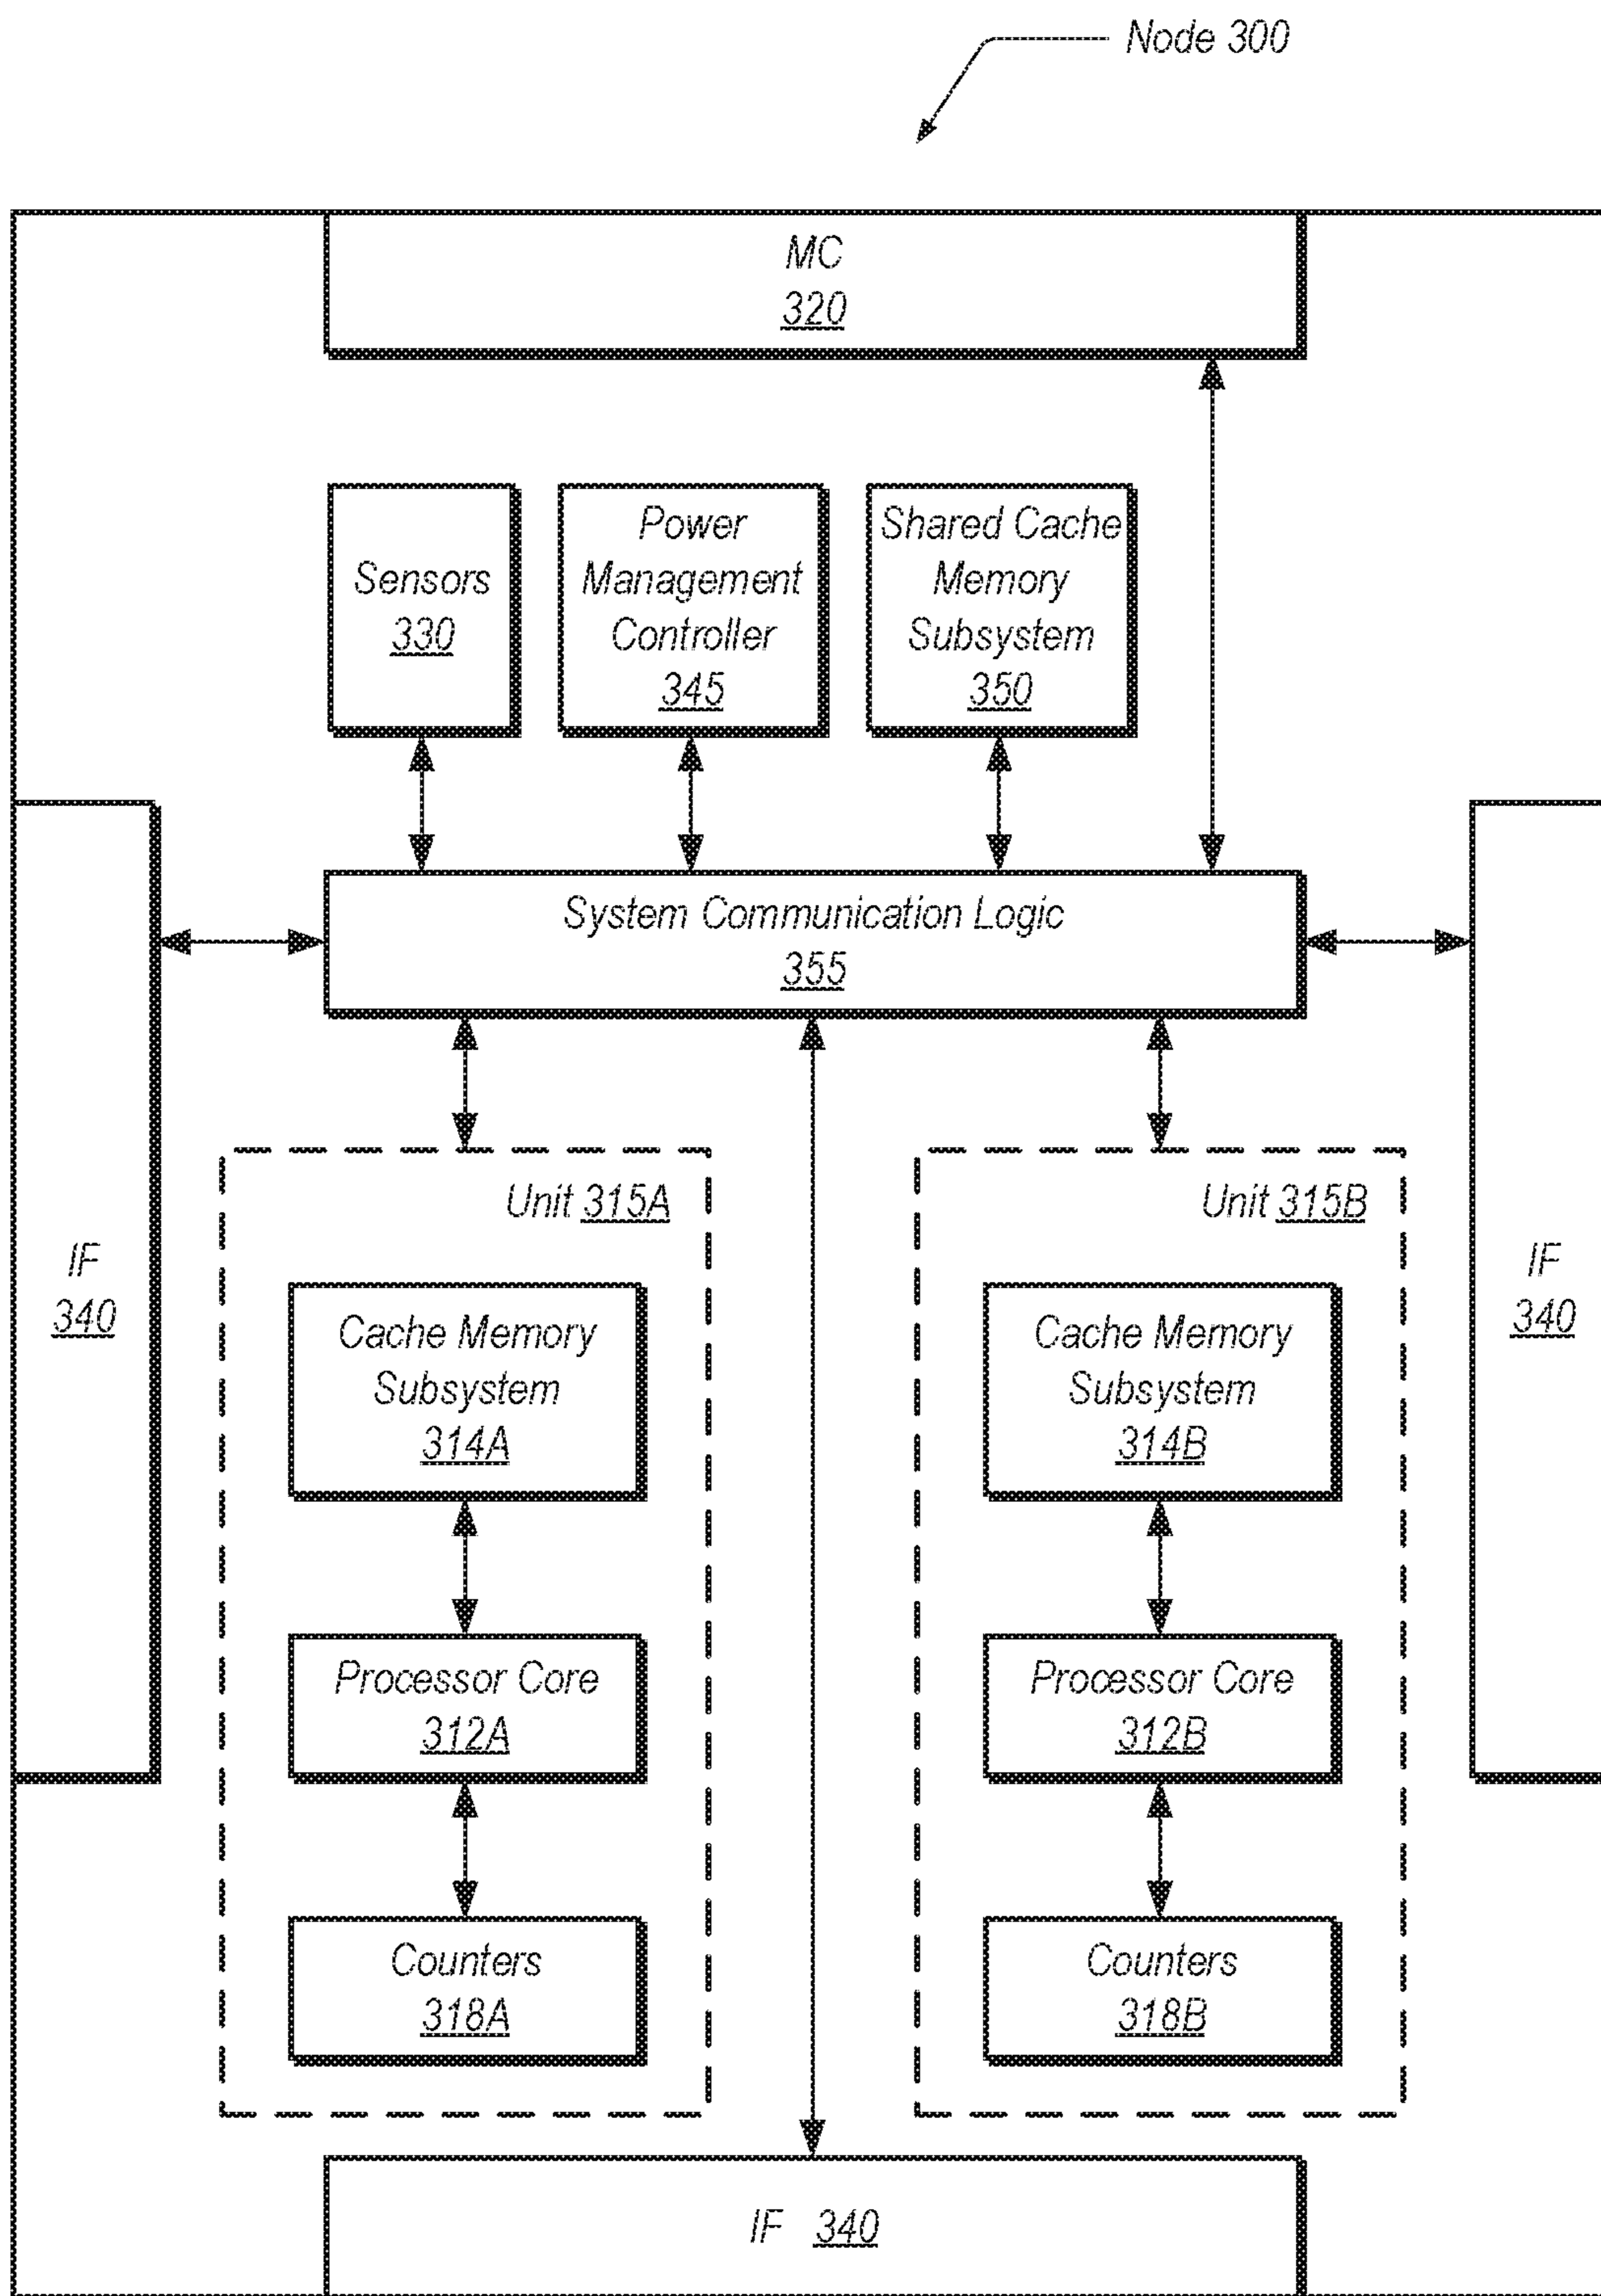 Node 300
MC
320
Sensors
330
Power
Management
Controller
345
Shared Cache
Memory
Subsystem
350
System Communication Logic
355
IF
340
Unit 315A
Cache Memory
Subsystem
314A
Processor Core
312A
Counters
318A
Unit 315B
Cache Memory
Subsystem
314B
Processor Core
312B
Counters
318B
IF
340
IF 340